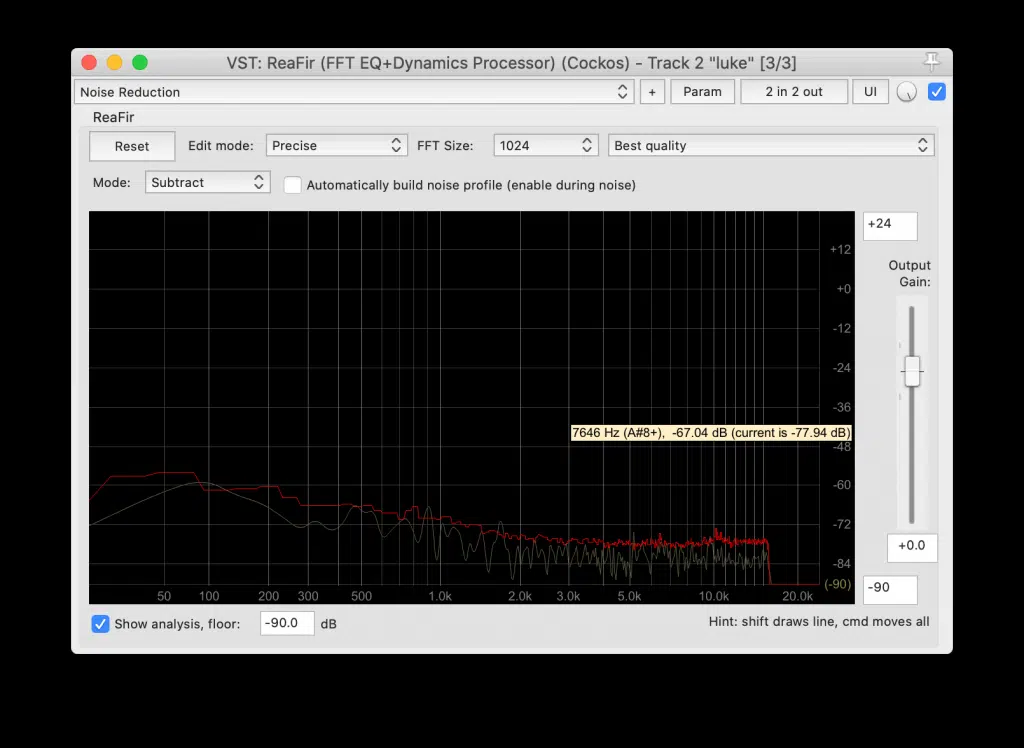 VST: ReaFir (FFT EQ+Dynamics Processor) (Cockos) - Track 2 "luke" [3/3]
Noise Reduction + Param 2 in 2 out UI
ReaFir
Reset Edit mode: Precise FFT Size: 1024 Best quality
Mode: Subtract Automatically build noise profile (enable during noise)
+24
+12
Output
Gain:
+0
-12
-24
-36
7646 Hz (A#8+), -67.04 dB (current is -77.94 dB)
-48
-60
-72
+0.0
-84
(-90) -90
50 100 200 300 500 1.0k 2.0k 3.0k 5.0k 10.0k 20.0k
Show analysis, floor: -90.0 dB Hint: shift draws line, cmd moves all